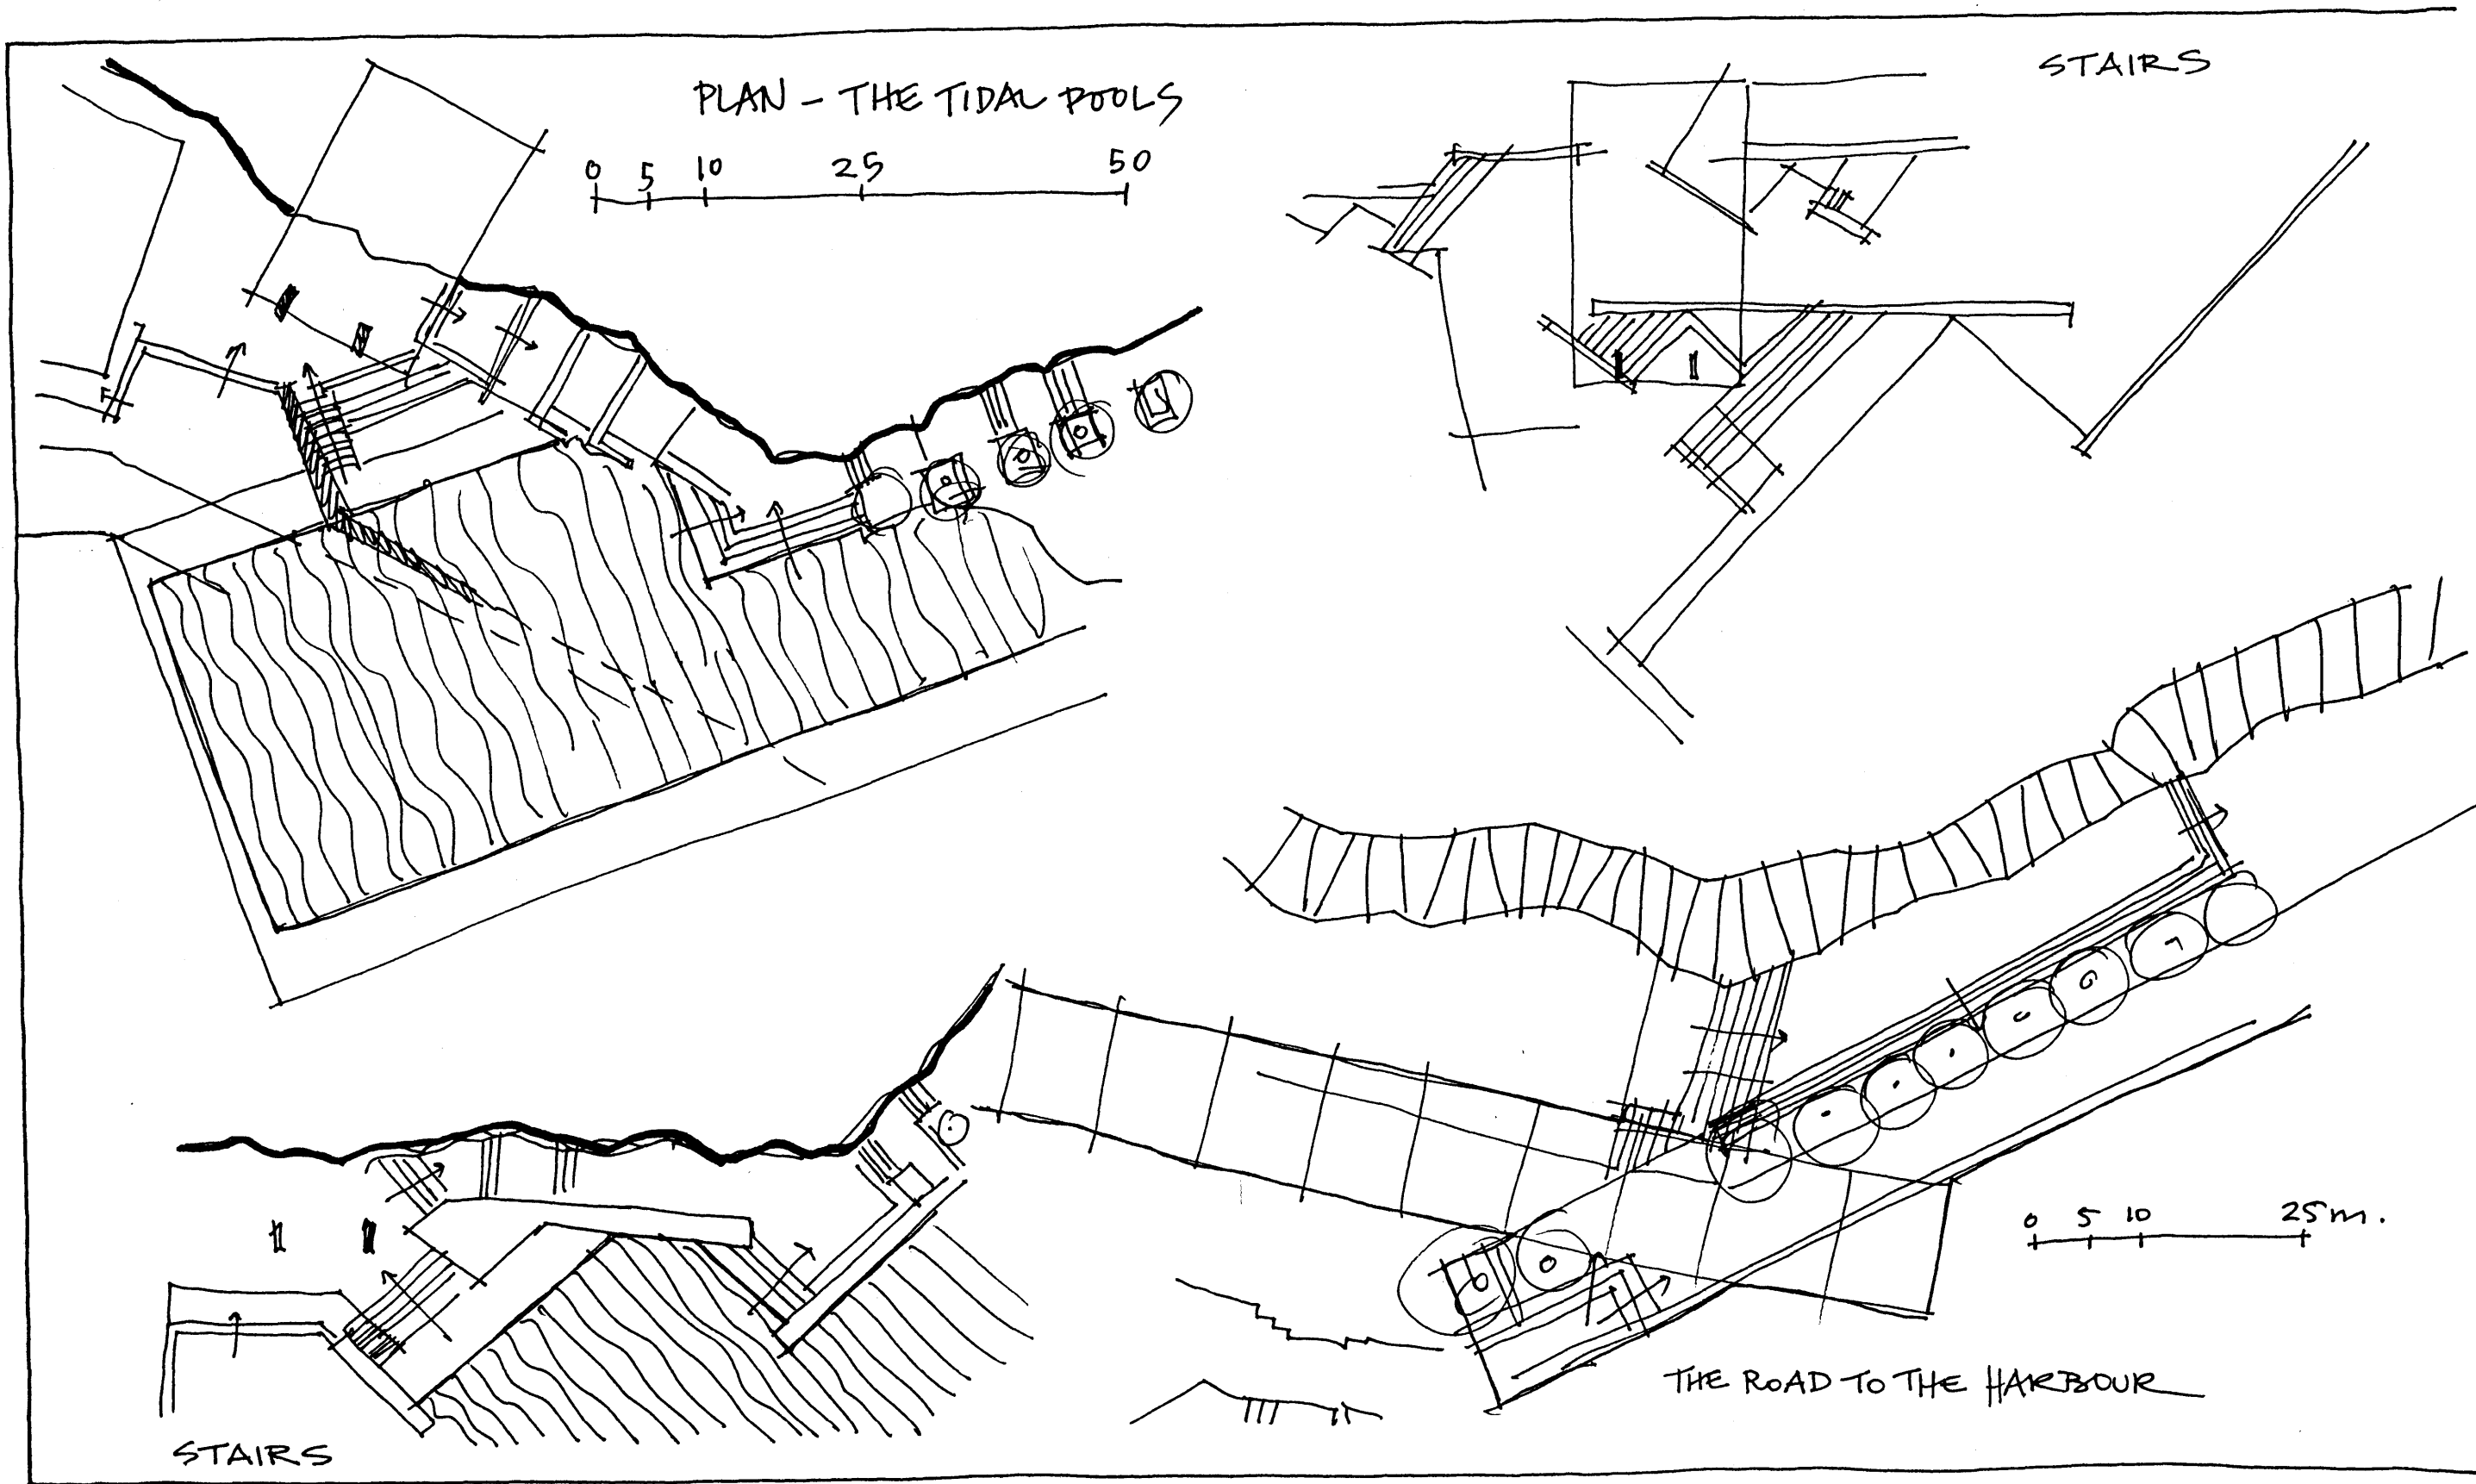 PLAN – THE TIDAL POOLS
0 5 10 25 50
STAIRS
0 5 10 25m.
THE ROAD TO THE HARBOUR
STAIRS